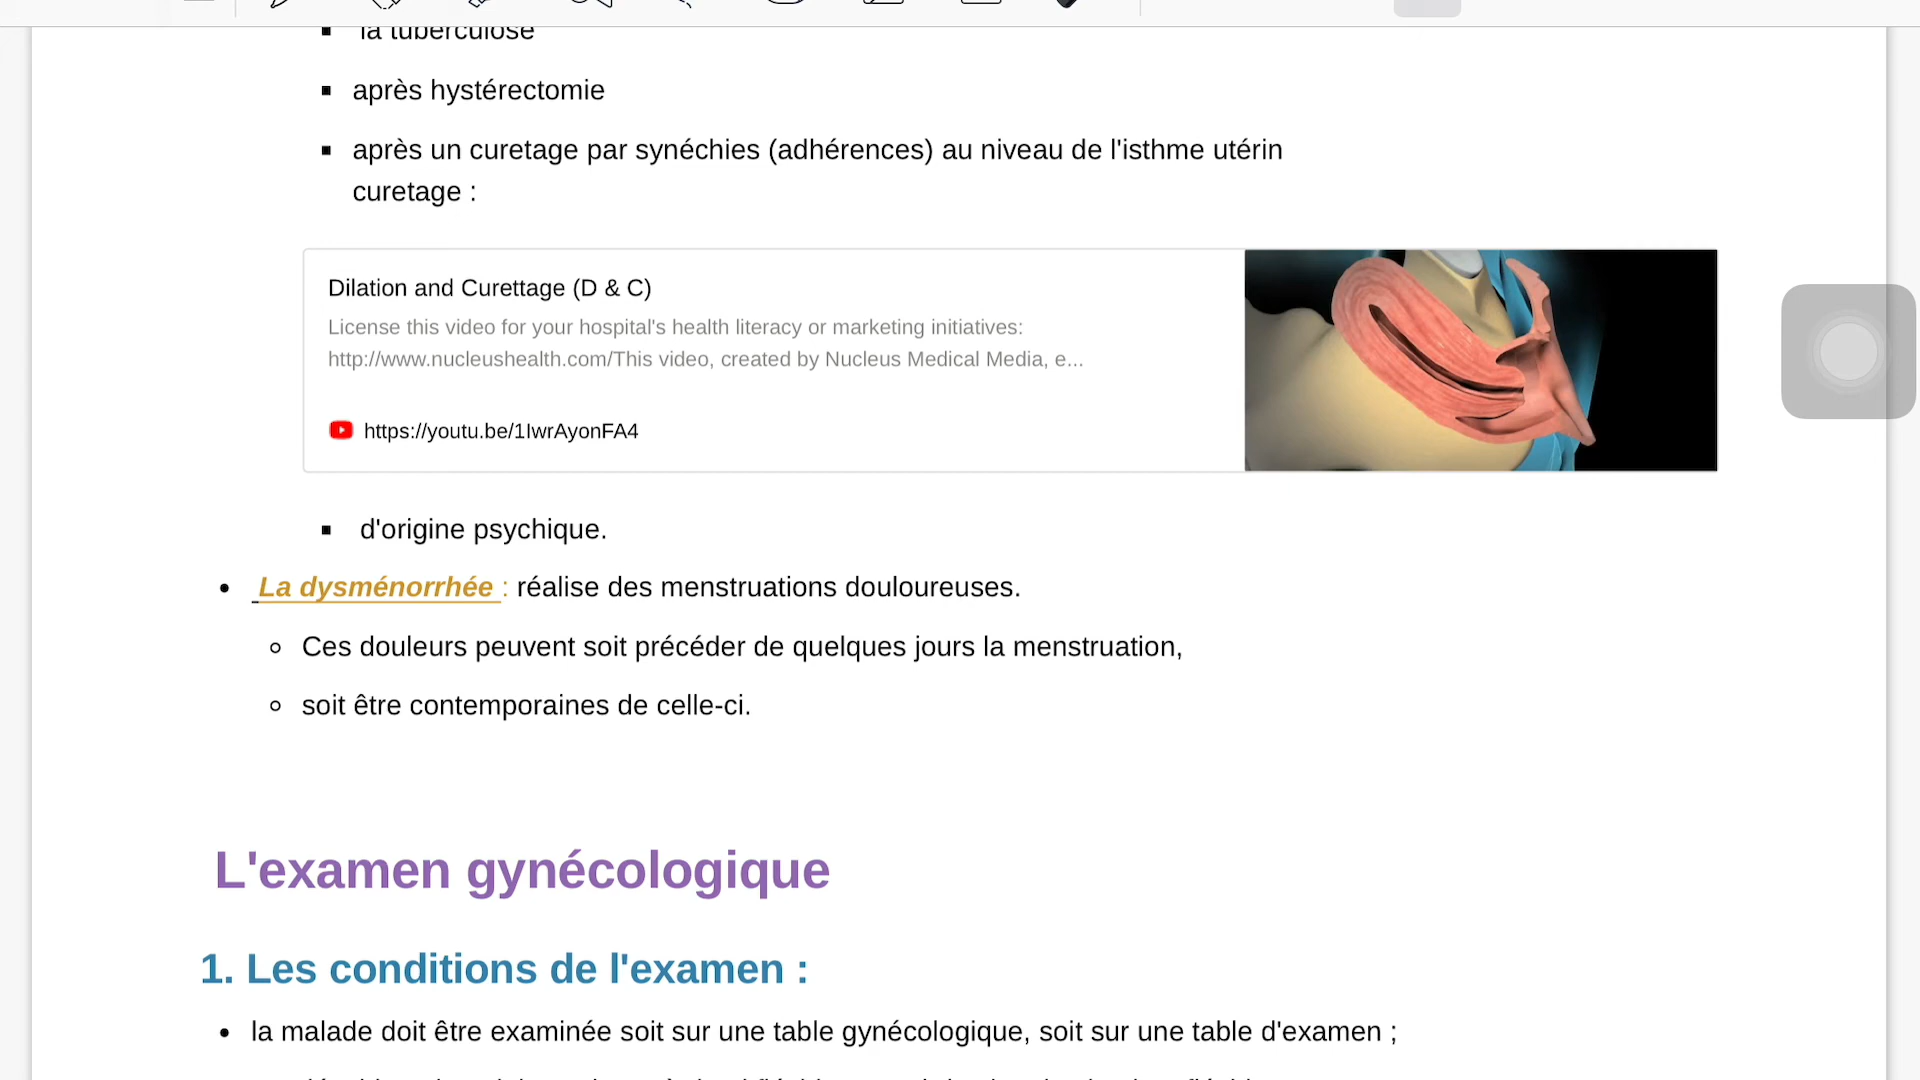 la tuberculose
après hystérectomie
après un curetage par synéchies (adhérences) au niveau de l'isthme utérin
curetage :
Dilation and Curettage (D & C)
License this video for your hospital's health literacy or marketing initiatives:
http://www.nucleushealth.com/This video, created by Nucleus Medical Media, e...
https://youtu.be/1IwrAyonFA4
d'origine psychique.
La dysménorrhée : réalise des menstruations douloureuses.
Ces douleurs peuvent soit précéder de quelques jours la menstruation,
soit être contemporaines de celle-ci.
L'examen gynécologique
1. Les conditions de l'examen :
la malade doit être examinée soit sur une table gynécologique, soit sur une table d'examen ;